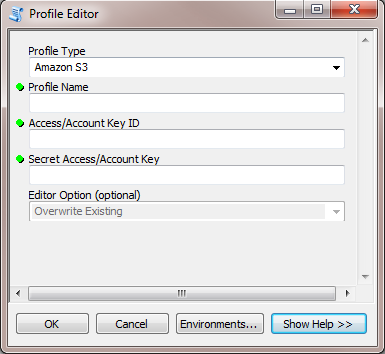 Profile Editor
Profile Type
Amazon S3
Profile Name
Access/Account Key ID
Secret Access/Account Key
Editor Option (optional)
Overwrite Existing
OK Cancel Environments... Show Help >>